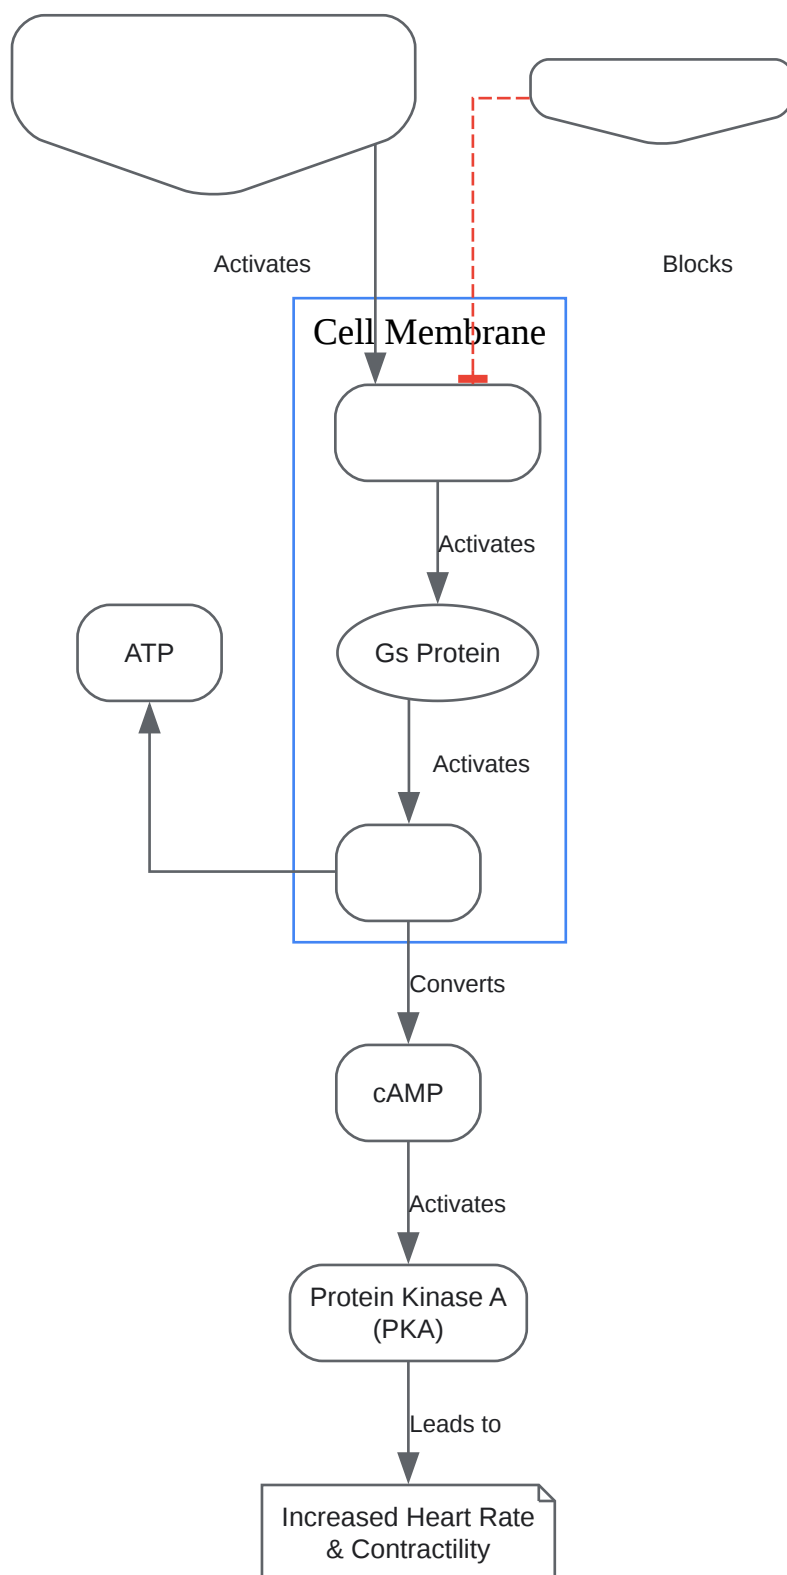 Activates
Blocks
Cell Membrane
Activates
ATP
Gs Protein
Activates
Converts
cAMP
Activates
Protein Kinase A
(PKA)
Leads to
Increased Heart Rate
& Contractility